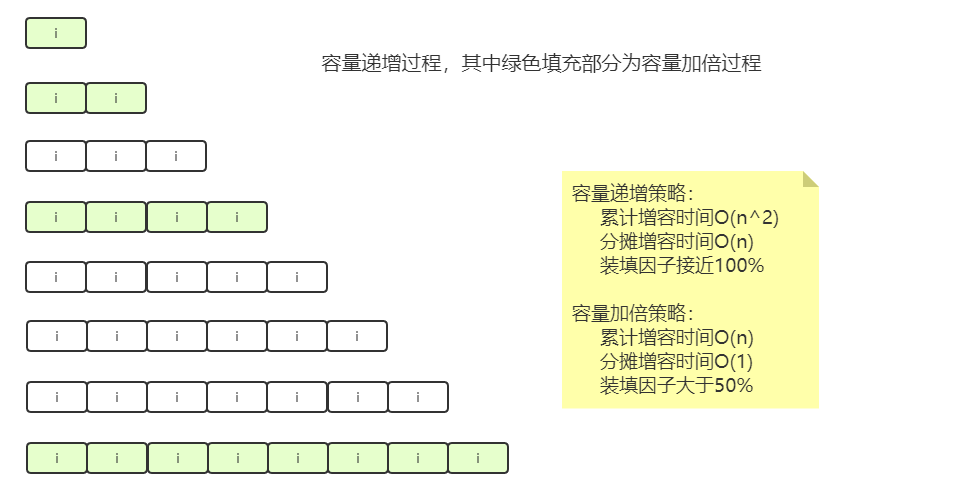 i
容量递增过程，其中绿色填充部分为容量加倍过程
i i
i i i
i i i i
i i i i i
i i i i i i
i i i i i i i
i i i i i i i i
容量递增策略：
累计增容时间O(n^2)
分摊增容时间O(n)
装填因子接近100%
容量加倍策略：
累计增容时间O(n)
分摊增容时间O(1)
装填因子大于50%